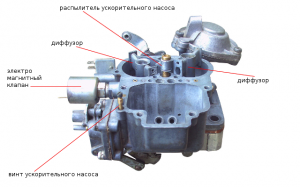 распылитель ускорительного насоса
диффузор
диффузор
электро
магнитный
клапан
винт ускорительного насоса